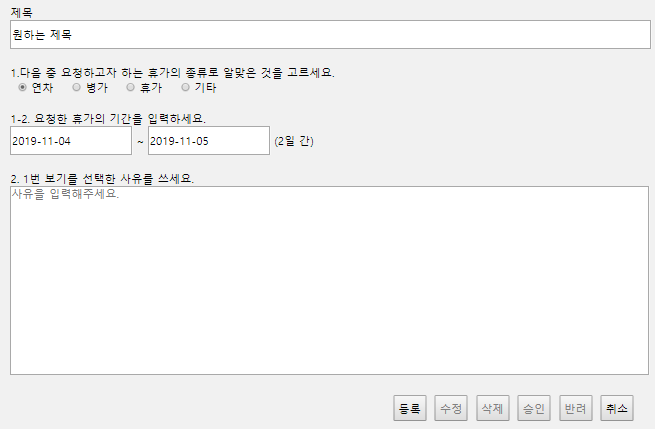 제목
원하는 제목
1.다음 중 요청하고자 하는 휴가의 종류로 알맞은 것을 고르세요.
연차 병가 휴가 기타
1-2. 요청한 휴가의 기간을 입력하세요.
2019-11-04 ~ 2019-11-05 (2일 간)
2. 1번 보기를 선택한 사유를 쓰세요.
사유을 입력해주세요.
등록 수정 삭제 승인 반려 취소